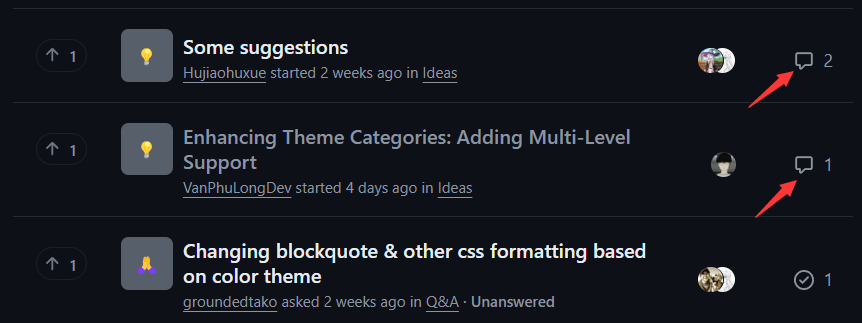 1
Some suggestions
Hujiaohuxue started 2 weeks ago in Ideas
2
1
Enhancing Theme Categories: Adding Multi-Level
Support
VanPhuLongDev started 4 days ago in Ideas
1
1
Changing blockquote & other css formatting based
on color theme
groundedtako asked 2 weeks ago in Q&A · Unanswered
1